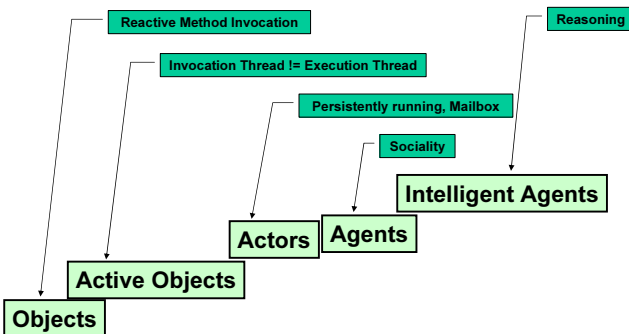 Reactive Method Invocation
Reasoning
Invocation Thread != Execution Thread
Persistently running, Mailbox
Sociality
Intelligent Agents
Actors
Agents
Active Objects
Objects